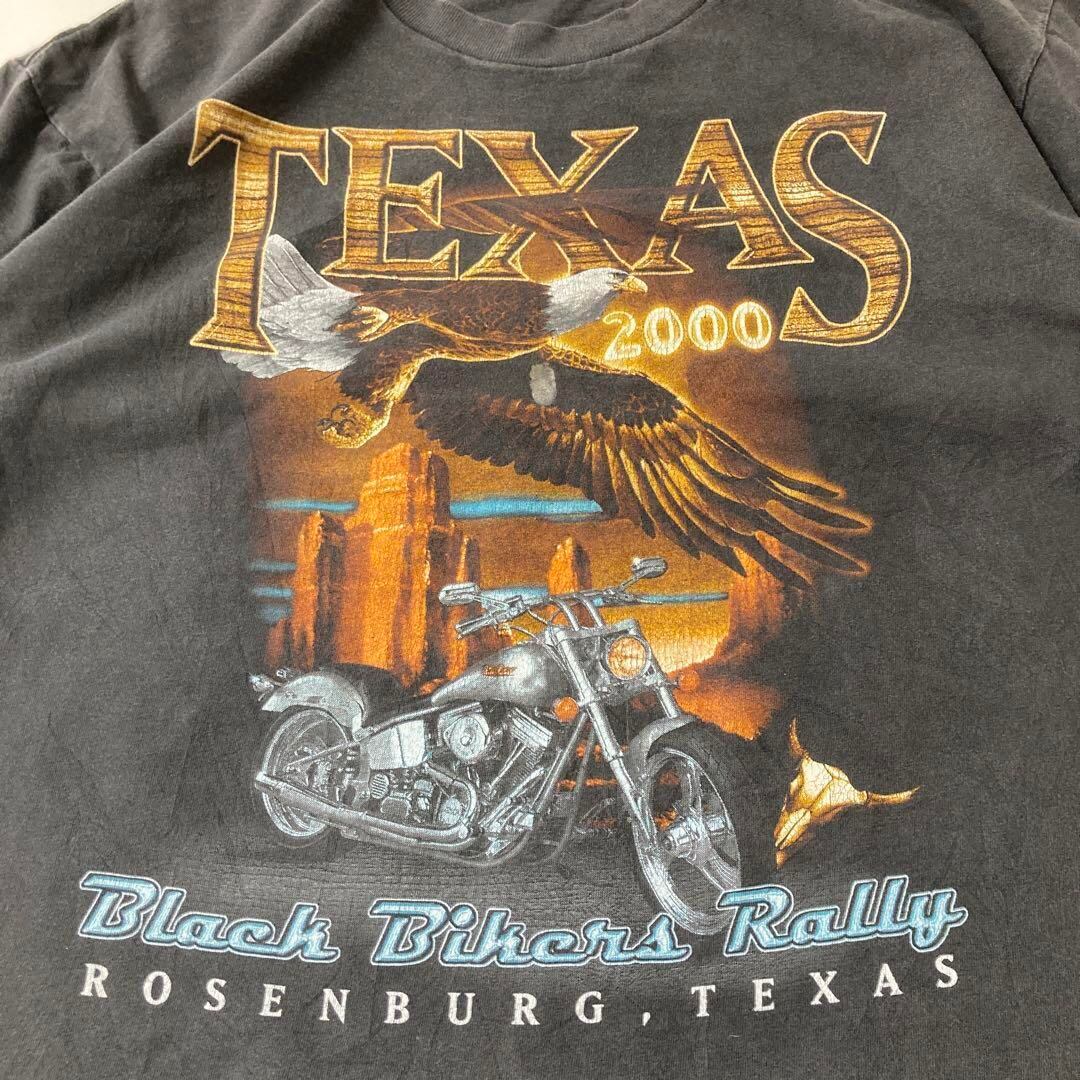 TEXAS
2000
Black Bikers Rally
ROSENBURG, TEXAS